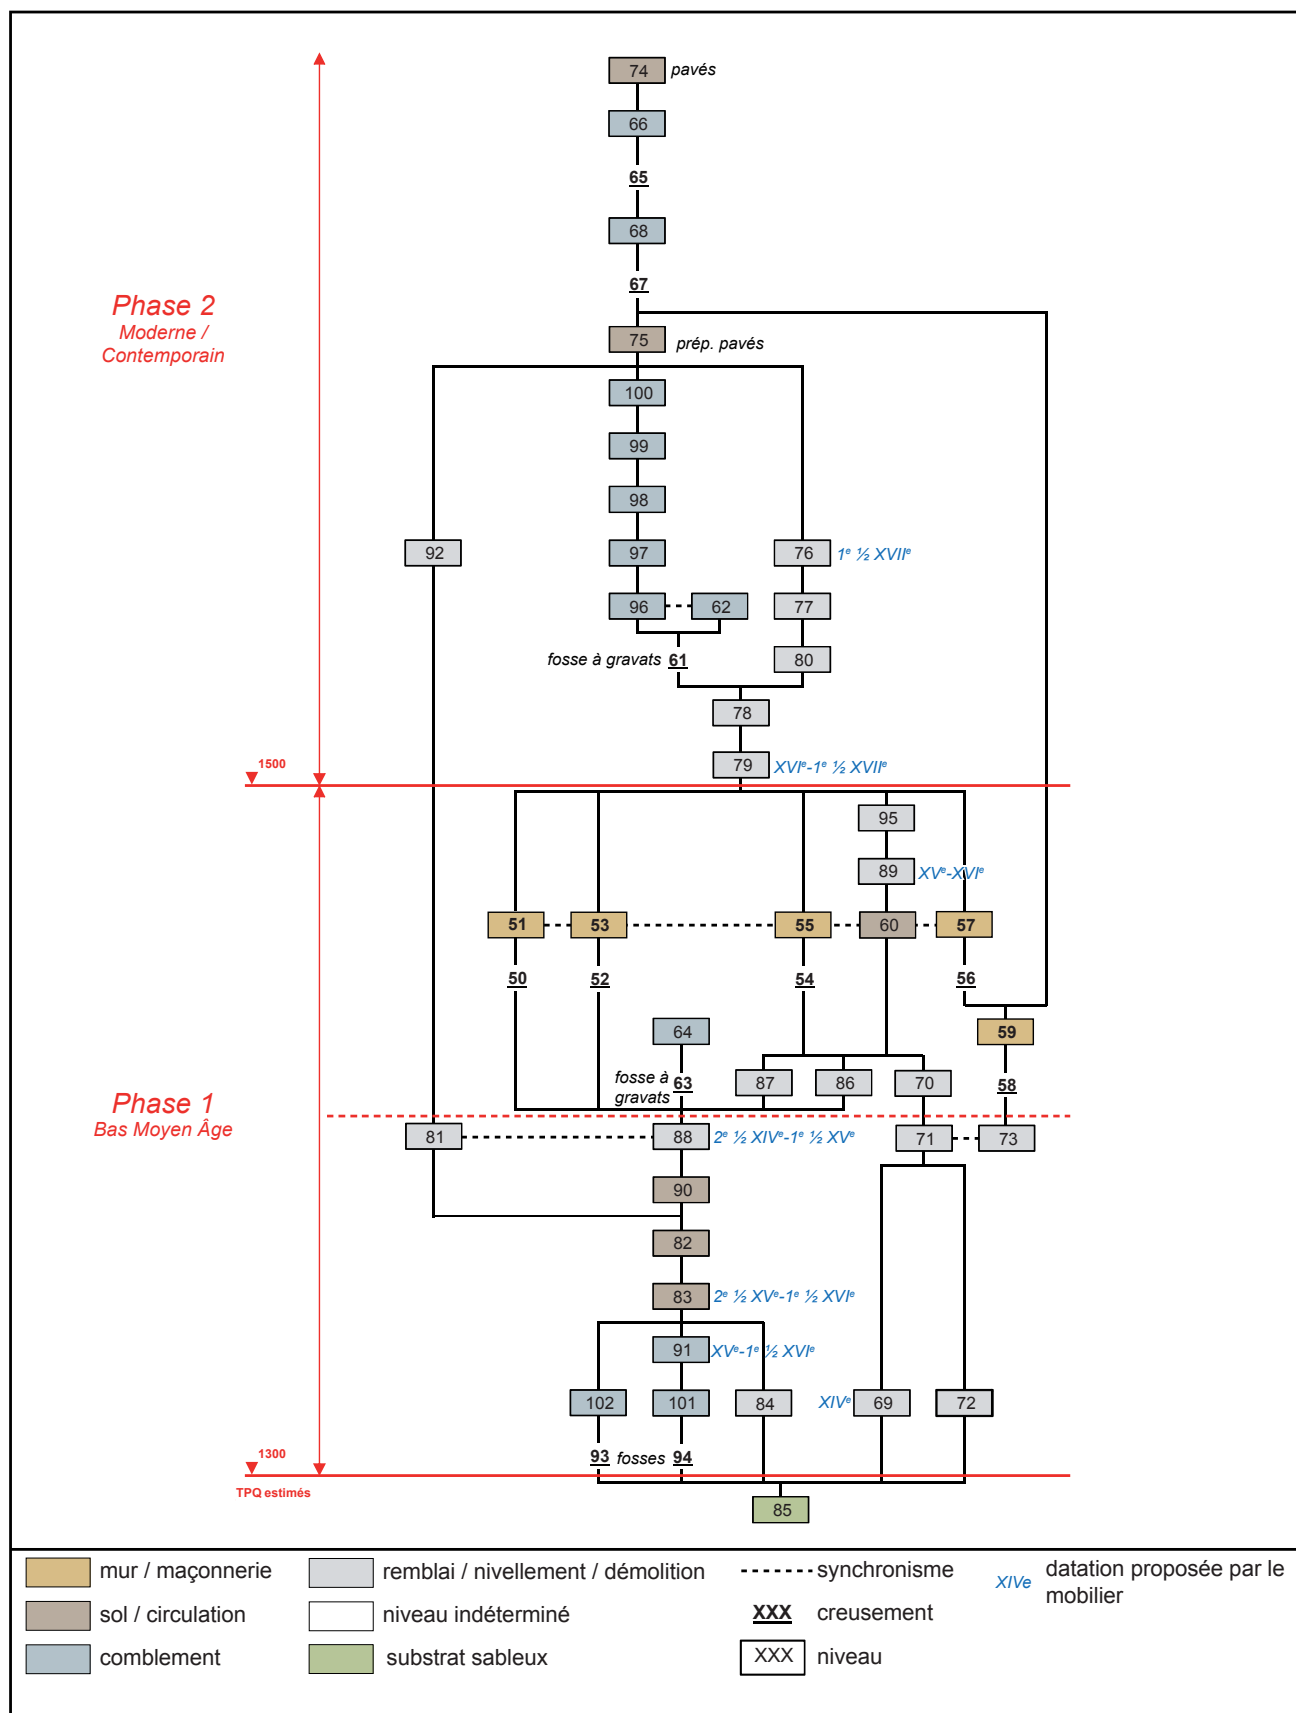 74 pavés
66
65
68
67
Phase 2
Moderne /
Contemporain
75 prép. pavés
100
99
98
92 97 76 1e ½ XVIIe
96 62 77
fosse à gravats 61 80
78
1500
79 XVIe-1e ½ XVIIe
95
89 XVe-XVIe
51 53 55 60 57
50 52 54 56
64 59
fosse à
gravats
63 87 86 70 58
Phase 1
Bas Moyen Âge
81 88 2e ½ XIVe-1e ½ XVe 71 73
90
82
83 2e ½ XVe-1e ½ XVIe
91 XVe-1e ½ XVIe
102 101 84 XIVe 69 72
93 fosses 94
1300
TPQ estimés
85
mur / maçonnerie
sol / circulation
comblement
remblai / nivellement / démolition
niveau indéterminé
substrat sableux
synchronisme
XXX creusement
XXX niveau
XIVe datation proposée par le
mobilier